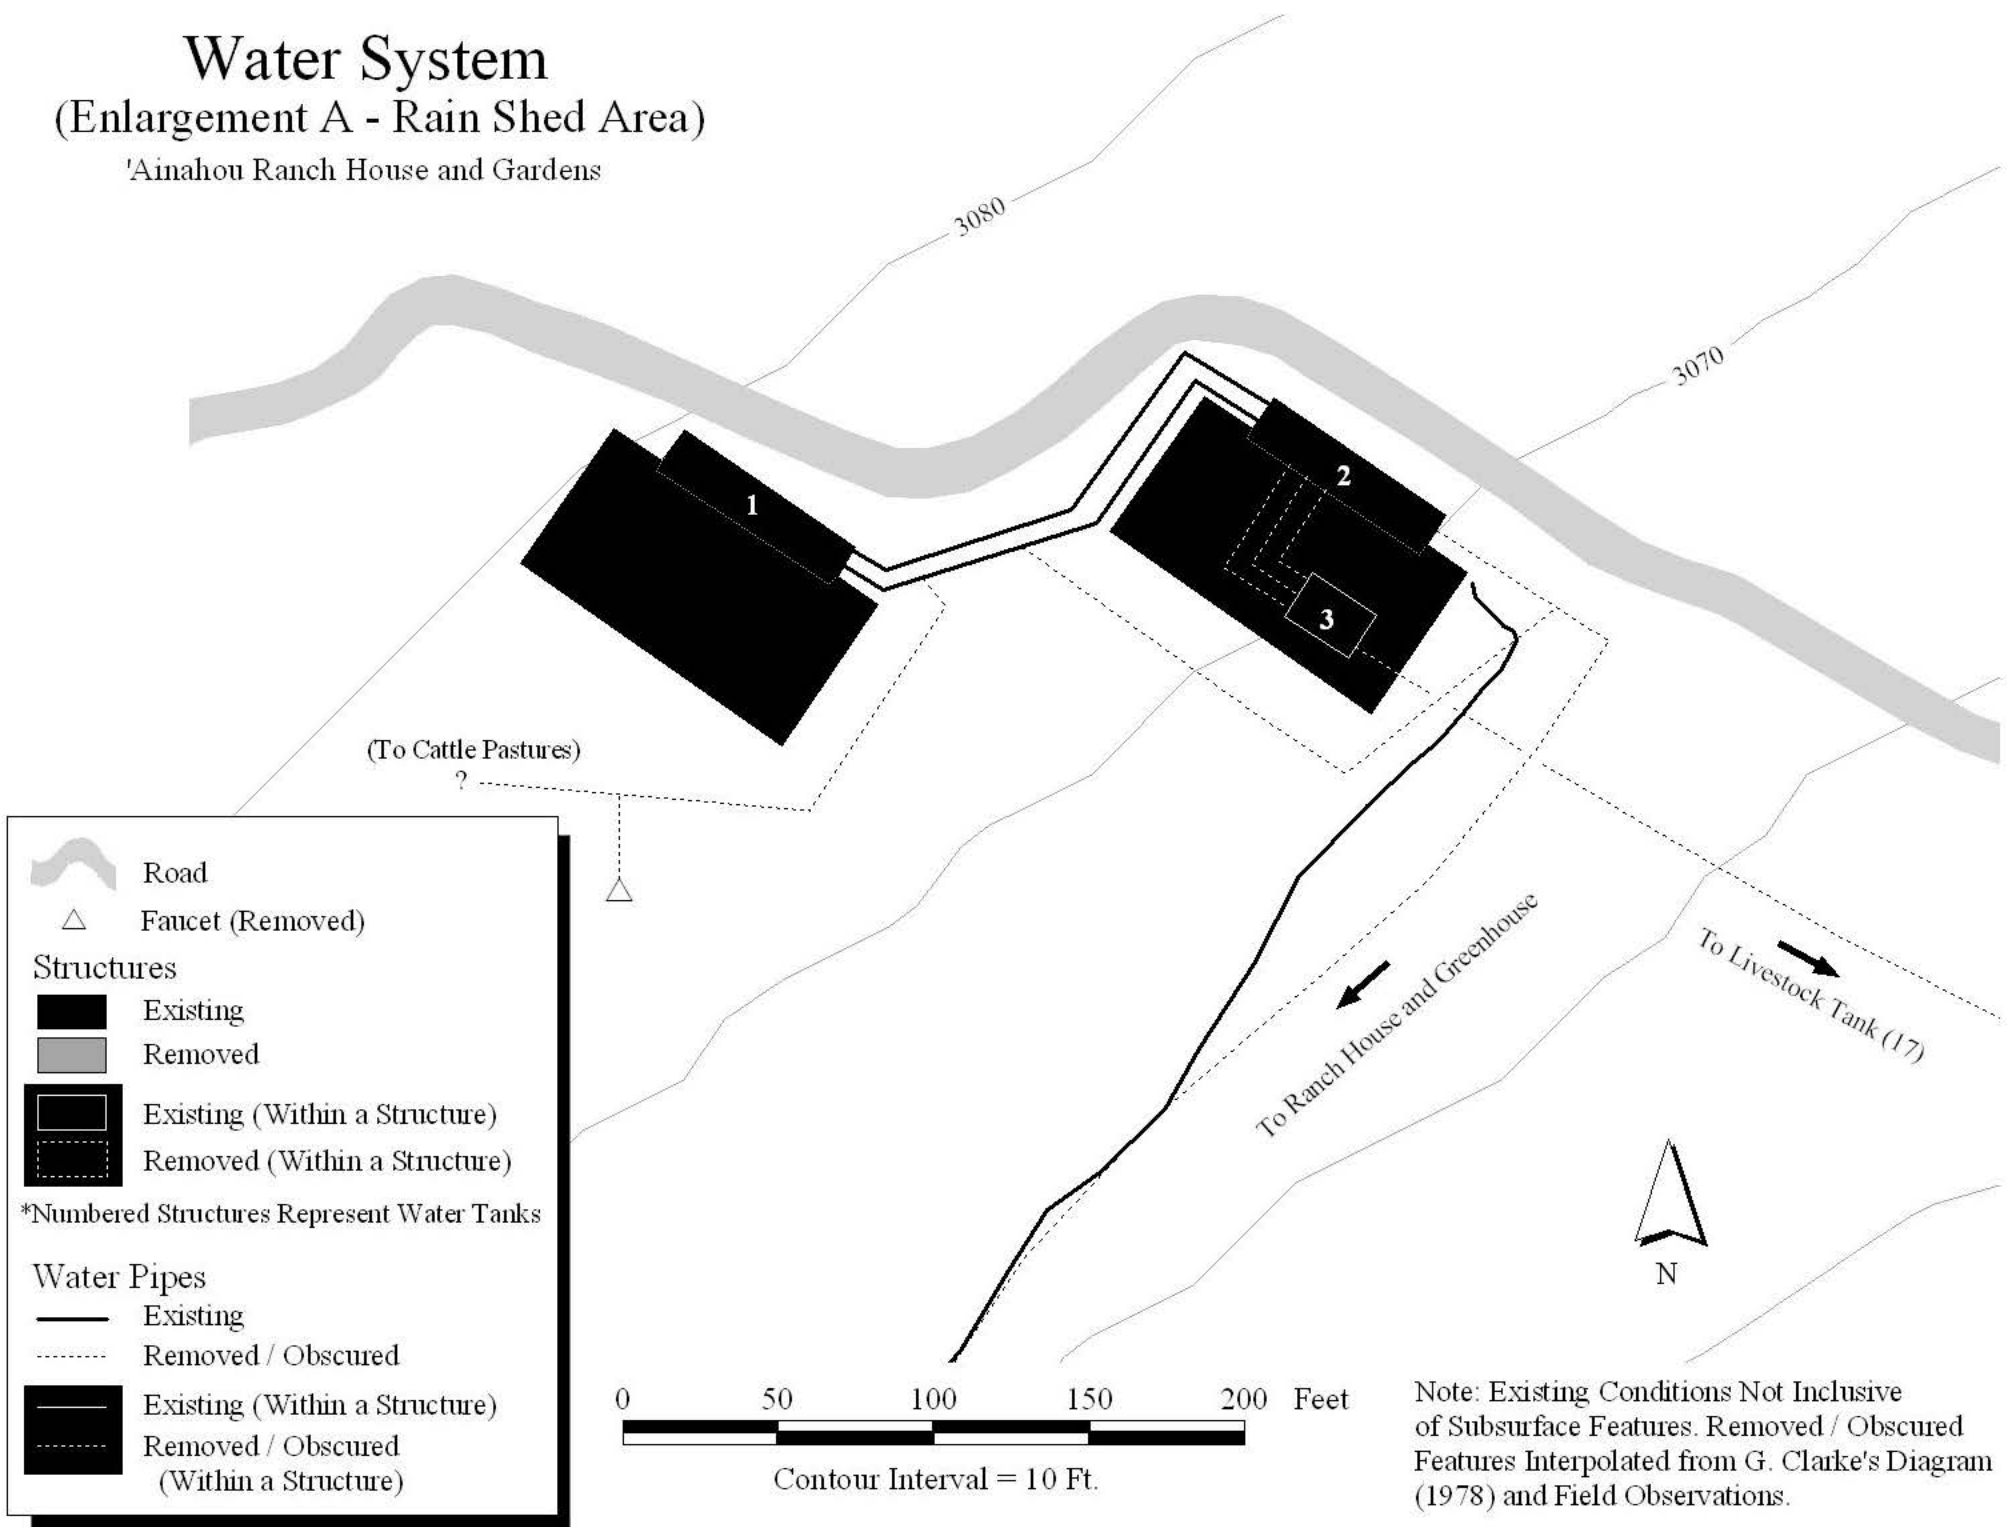 Water System
(Enlargement A - Rain Shed Area)
'Ainahou Ranch House and Gardens
3080
3070
1
2
3
(To Cattle Pastures)
?
To Ranch House and Greenhouse
To Livestock Tank (17)
Road
Faucet (Removed)
Structures
Existing
Removed
Existing (Within a Structure)
Removed (Within a Structure)
*Numbered Structures Represent Water Tanks
Water Pipes
Existing
Removed / Obscured
Existing (Within a Structure)
Removed / Obscured
(Within a Structure)
N
0 50 100 150 200 Feet
Contour Interval = 10 Ft.
Note: Existing Conditions Not Inclusive
of Subsurface Features. Removed / Obscured
Features Interpolated from G. Clarke's Diagram
(1978) and Field Observations.